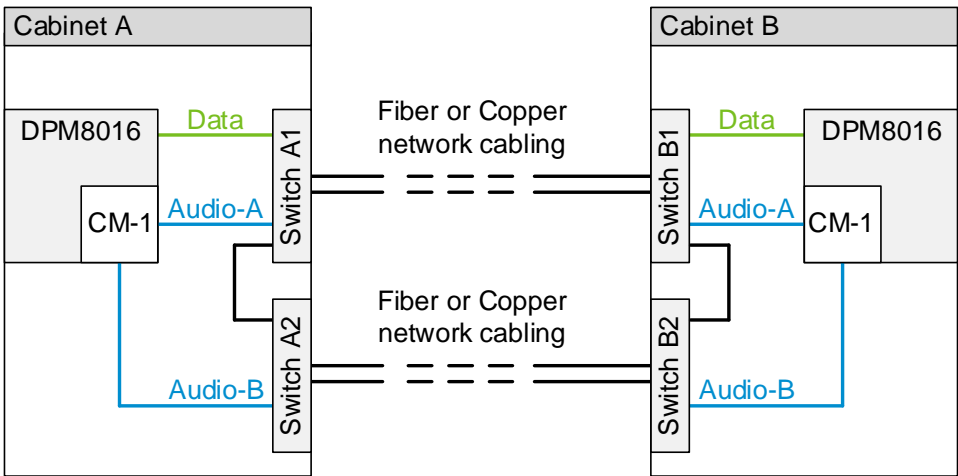 Cabinet A
Cabinet B
DPM8016
Data
Switch A1
Fiber or Copper
network cabling
Switch B1
Data
DPM8016
CM-1
Audio-A
Audio-A
CM-1
Switch A2
Fiber or Copper
network cabling
Switch B2
Audio-B
Audio-B